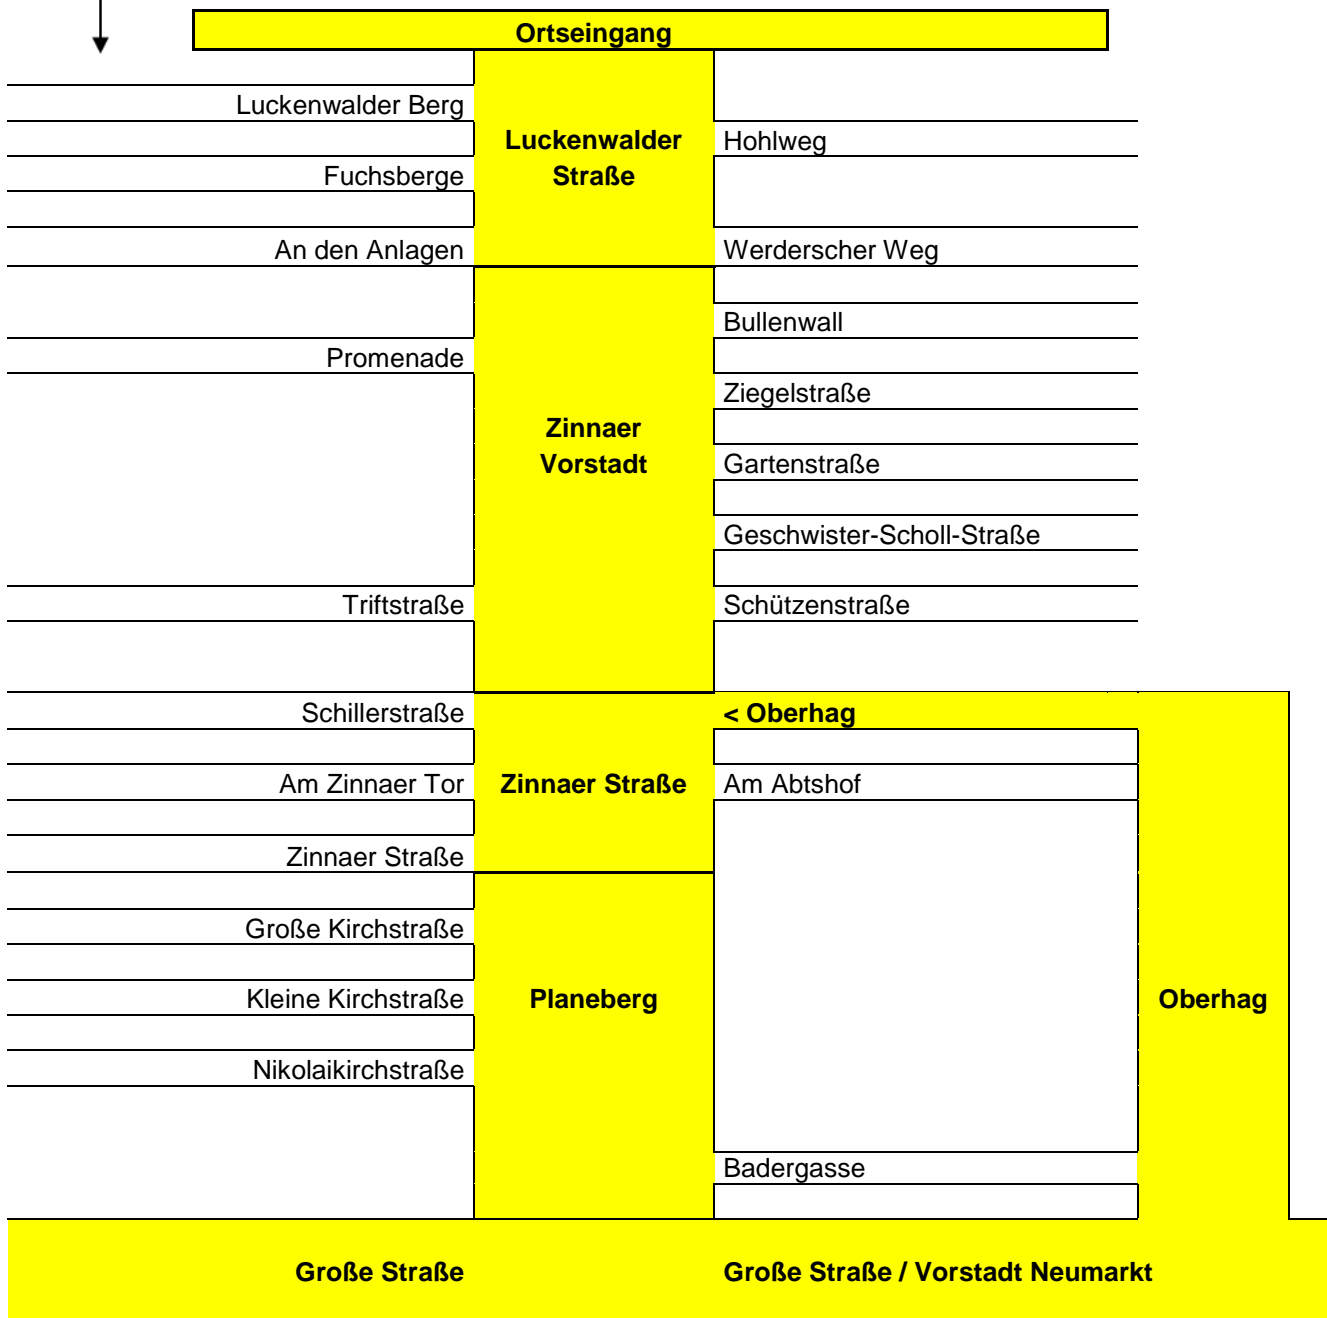 Ortseingang
Luckenwalder Berg
Luckenwalder
Straße
Hohlweg
Fuchsberge
An den Anlagen
Werderscher Weg
Bullenwall
Promenade
Ziegelstraße
Zinnaer
Vorstadt
Gartenstraße
Geschwister-Scholl-Straße
Triftstraße
Schützenstraße
Schillerstraße
< Oberhag
Am Zinnaer Tor
Zinnaer Straße
Am Abtshof
Zinnaer Straße
Große Kirchstraße
Kleine Kirchstraße
Planeberg
Oberhag
Nikolaikirchstraße
Badergasse
Große Straße
Große Straße / Vorstadt Neumarkt